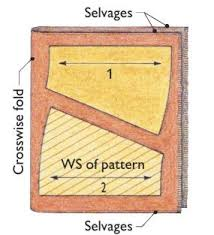 Selvages
1
Crosswise fold
WS of pattern
2
Selvages